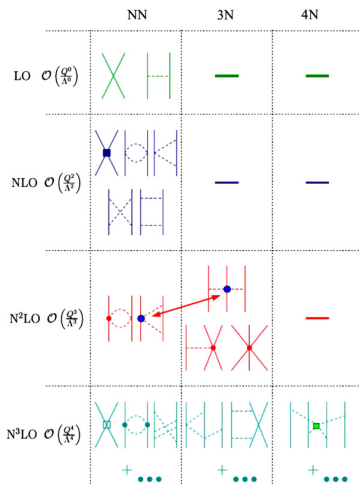 NN 3N 4N
LO 𝒪(Q⁰/Λ⁰)
NLO 𝒪(Q²/Λ²)
N²LO 𝒪(Q³/Λ³)
N³LO 𝒪(Q⁴/Λ⁴)
+ ... + ... + ...